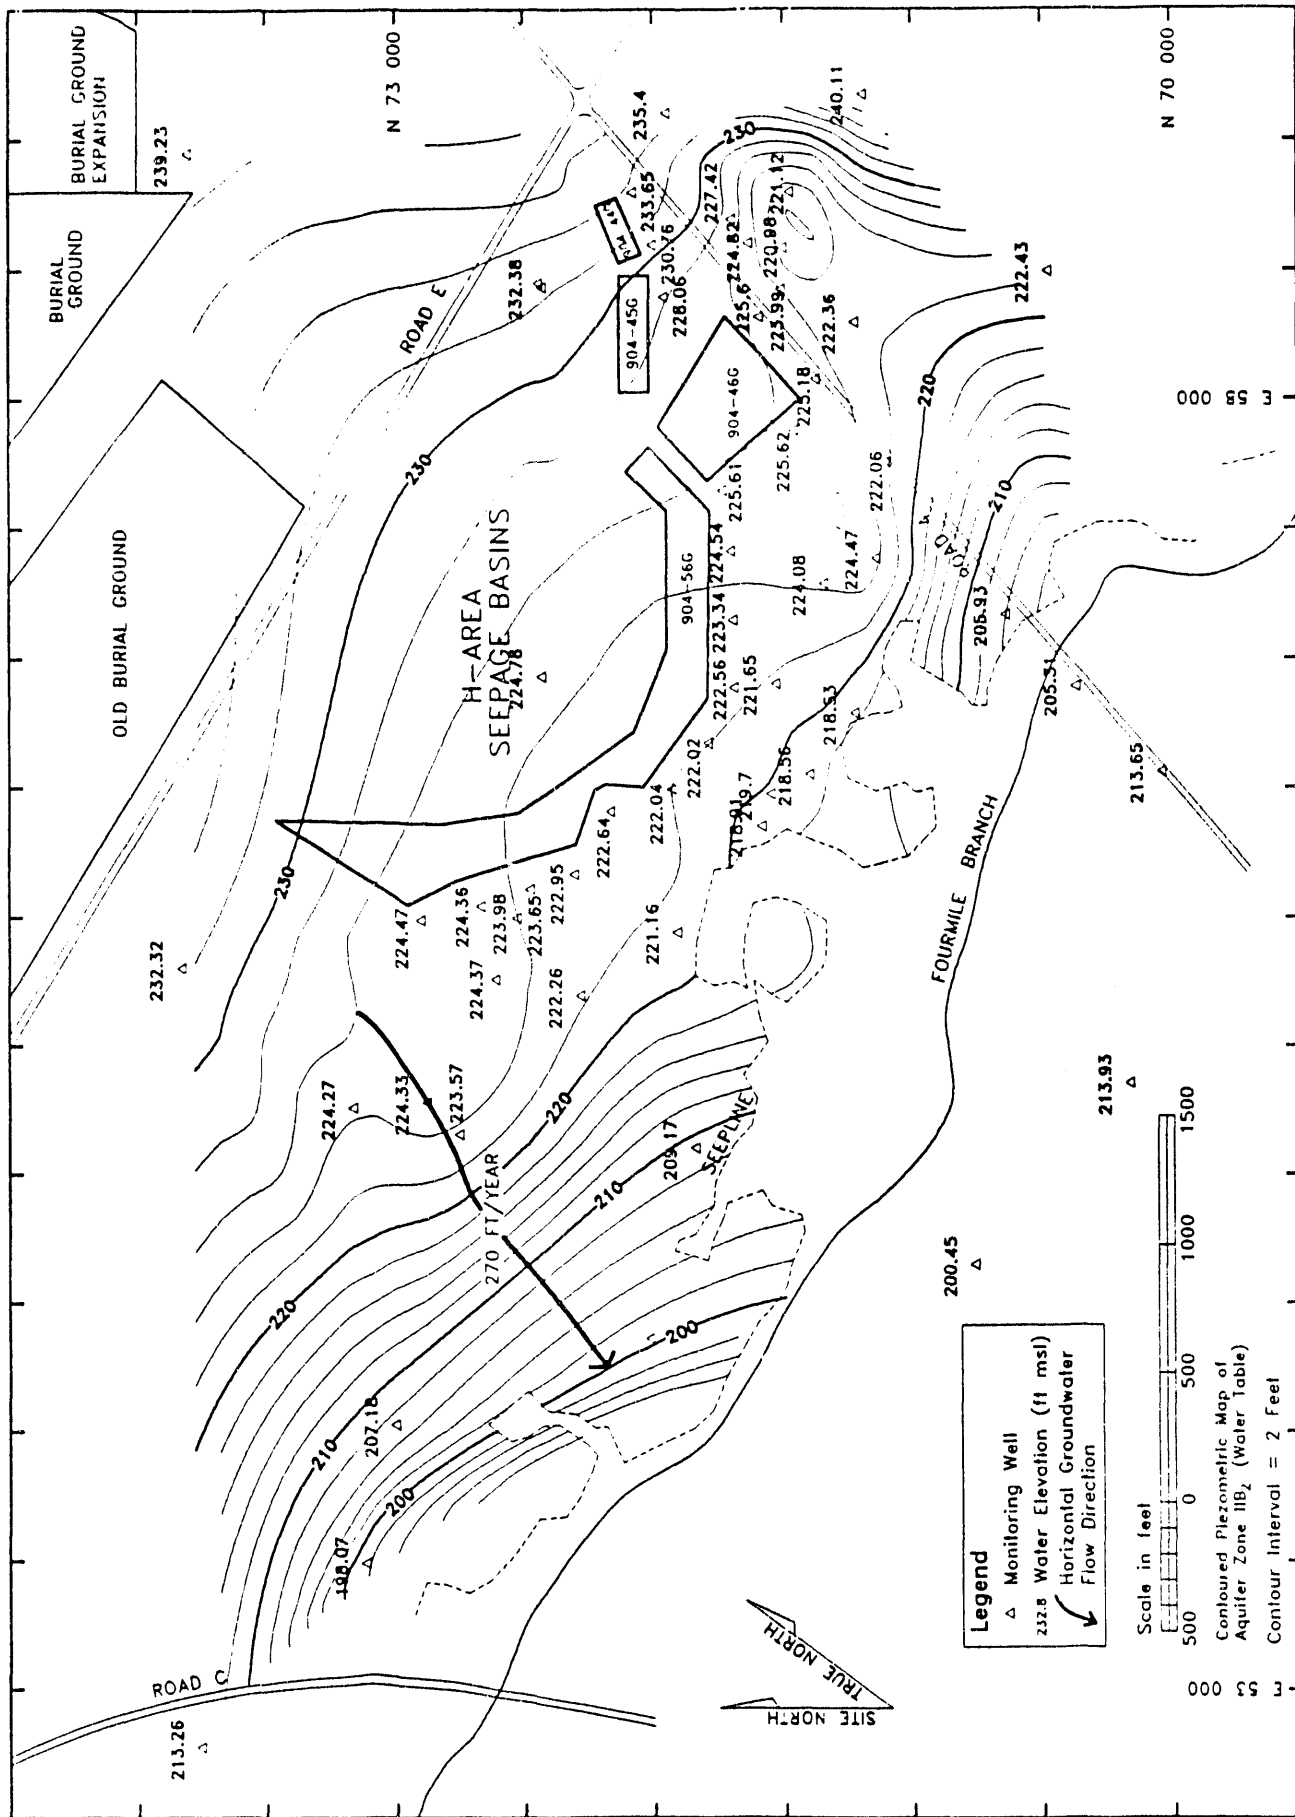 BURIAL GROUND
EXPANSION
BURIAL
GROUND
OLD BURIAL GROUND
N 73 000
N 70 000
239.23
235.4
240.11
ROAD E
232.38
233.65
230.76
228.06
227.42
224.82
220.98
221.12
225.6
223.99
222.36
222.43
230
904-45G
904-46G
225.18
225.62
225.61
222.06
220
210
E 58 000
230
H-AREA
SEEPAGE BASINS
224.78
904-56G
224.54
223.34
224.08
224.47
222.56
221.65
218.53
222.02
218.56
219.7
218.91
222.04
222.64
ROAD
205.93
205.31
213.65
230
232.32
224.47
224.36
223.98
223.65
222.95
224.37
222.26
221.16
FOURMILE BRANCH
224.27
224.33
223.57
220
209.17
SEEPLINE
213.93
270 FT/YEAR
210
220
200
200.45
207.18
210
200
198.07
ROAD C
213.26
TRUE NORTH
SITE NORTH
Legend
Monitoring Well
232.8 Water Elevation (ft msl)
Horizontal Groundwater
Flow Direction
Scale in feet
500 0 500 1000 1500
Contoured Piezometric Map of
Aquifer Zone IIB2 (Water Table)
Contour Interval = 2 Feet
E 53 000